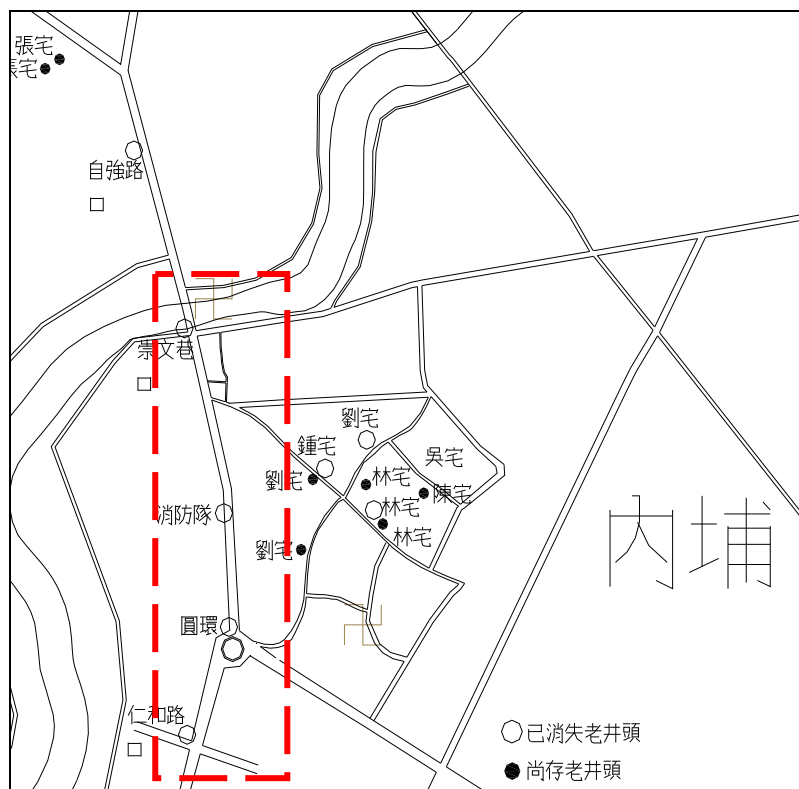 張宅
張宅
自強路
崇文巷
劉宅
鍾宅
吳宅
劉宅
林宅
陳宅
林宅
消防隊
林宅
劉宅
內埔
圓環
仁和路
已消失老井頭
尚存老井頭